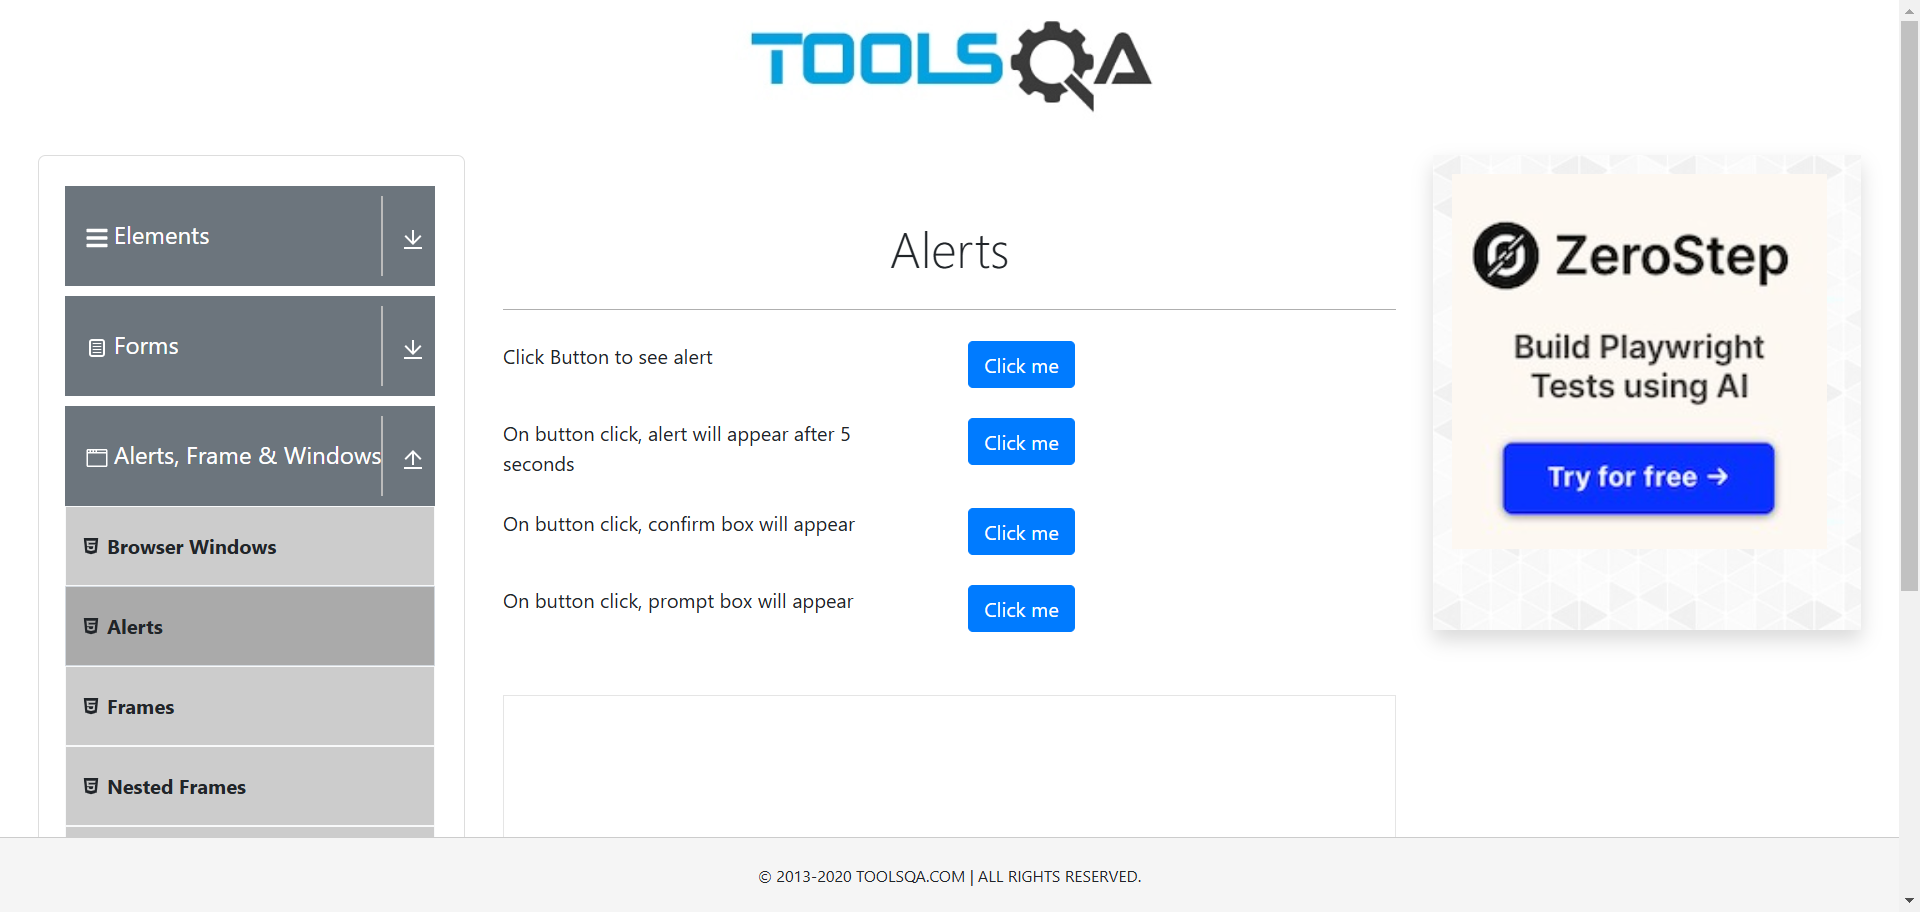 TOOLSQA
Elements
Forms
Alerts, Frame & Windows
Browser Windows
Alerts
Frames
Nested Frames
Alerts
Click Button to see alert
Click me
On button click, alert will appear after 5
seconds
Click me
On button click, confirm box will appear
Click me
On button click, prompt box will appear
Click me
ZeroStep
Build Playwright
Tests using AI
Try for free →
© 2013-2020 TOOLSQA.COM | ALL RIGHTS RESERVED.